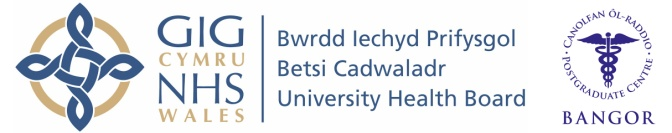 GIG
CYMRU
NHS
WALES
Bwrdd Iechyd Prifysgol
Betsi Cadwaladr
University Health Board
CANOLFAN ÔL-RADDIO
POSTGRADUATE CENTRE
BANGOR